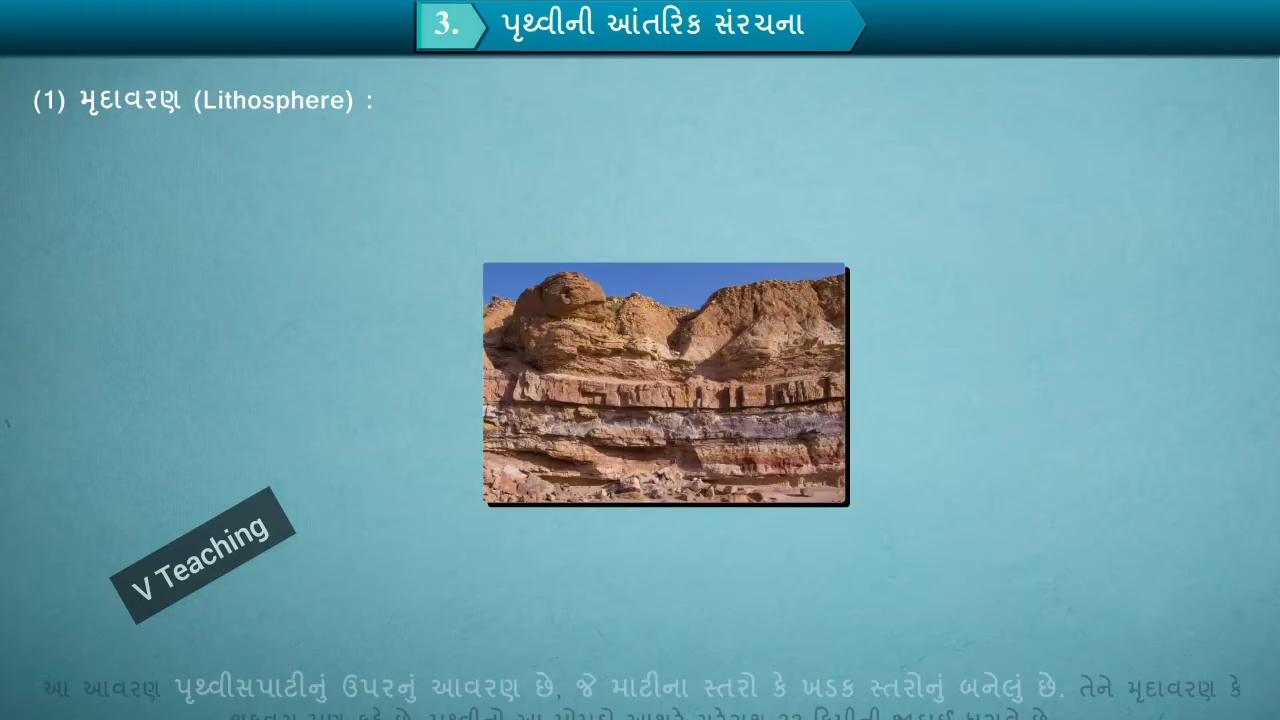 3. પૃથ્વીની આંતરિક સંરચના
(1) મૃદાવરણ (Lithosphere) :
V Teaching
આ આવરણ પૃથ્વીસપાટીનું ઉપરનું આવરણ છે, જે માટીના સ્તરો કે ખડક સ્તરોનું બનેલું છે. તેને મૃદાવરણ કે